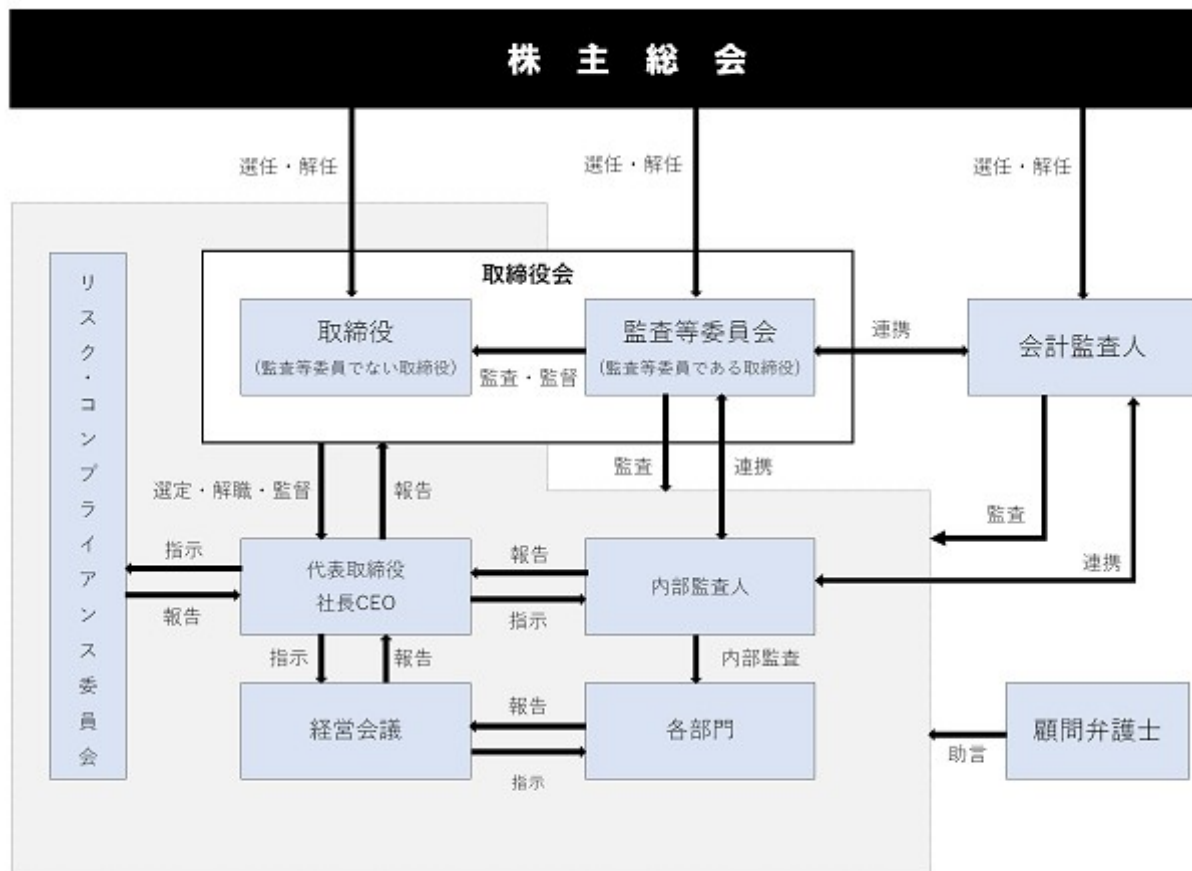 株主総会
選任・解任
選任・解任
選任・解任
取締役会
取締役
(監査等委員でない取締役)
監査・監督
監査等委員会
(監査等委員である取締役)
連携
会計監査人
リスク・コンプライアンス委員会
選定・解職・監督
報告
監査
連携
監査
連携
指示
報告
代表取締役
社長CEO
報告
指示
内部監査人
指示
報告
内部監査
経営会議
報告
指示
各部門
助言
顧問弁護士